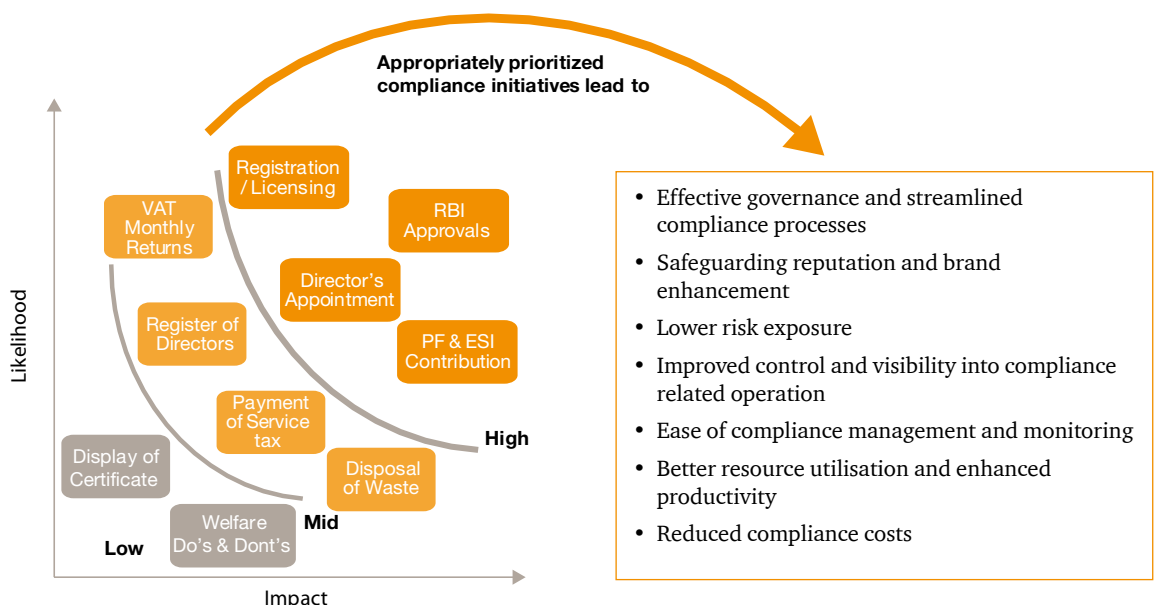 Appropriately prioritized
compliance initiatives lead to
Likelihood
Registration
/ Licensing
VAT
Monthly
Returns
RBI
Approvals
Director's
Appointment
Register of
Directors
PF & ESI
Contribution
Payment
of Service
tax
High
Display of
Certificate
Disposal
of Waste
Mid
Welfare
Do's & Dont's
Low
Impact
• Effective governance and streamlined
compliance processes
• Safeguarding reputation and brand
enhancement
• Lower risk exposure
• Improved control and visibility into compliance
related operation
• Ease of compliance management and monitoring
• Better resource utilisation and enhanced
productivity
• Reduced compliance costs